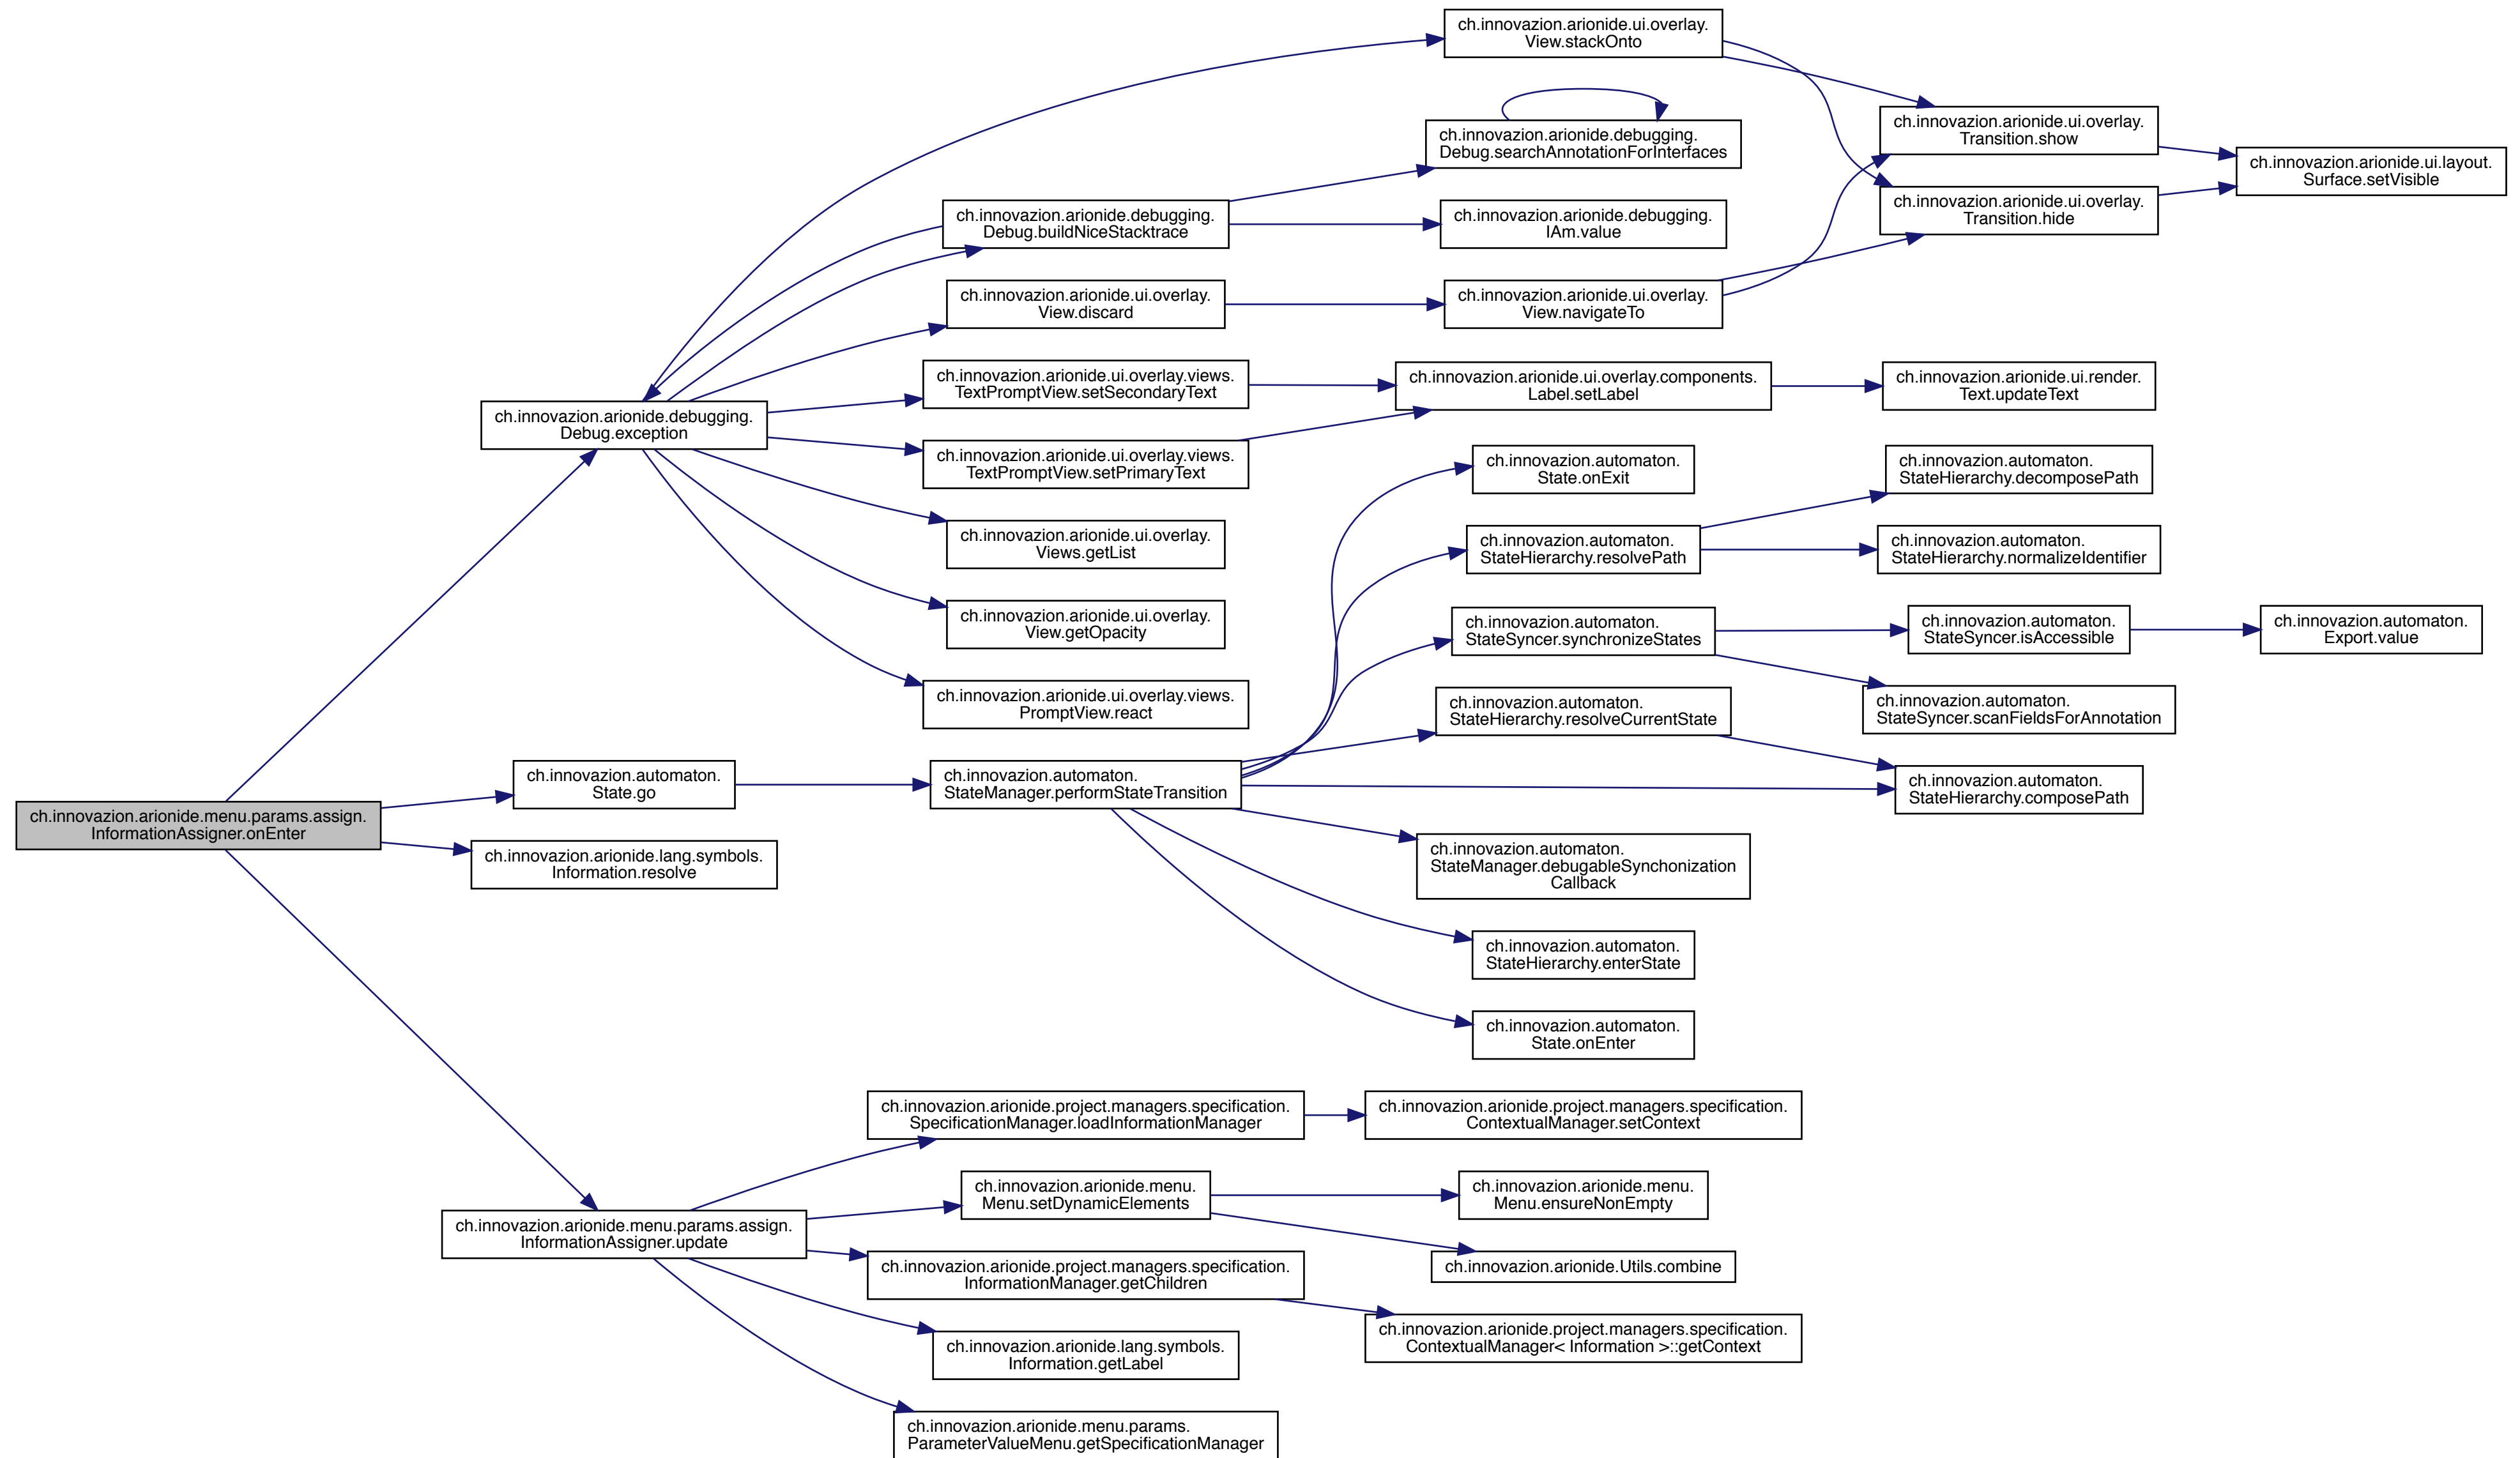 ch.innovazion.arionide.menu.params.assign.
InformationAssigner.onEnter
ch.innovazion.arionide.debugging.
Debug.exception
ch.innovazion.automaton.
State.go
ch.innovazion.arionide.lang.symbols.
Information.resolve
ch.innovazion.arionide.menu.params.assign.
InformationAssigner.update
ch.innovazion.arionide.debugging.
Debug.buildNiceStacktrace
ch.innovazion.arionide.ui.overlay.
View.discard
ch.innovazion.arionide.ui.overlay.views.
TextPromptView.setSecondaryText
ch.innovazion.arionide.ui.overlay.views.
TextPromptView.setPrimaryText
ch.innovazion.arionide.ui.overlay.
Views.getList
ch.innovazion.arionide.ui.overlay.
View.getOpacity
ch.innovazion.arionide.ui.overlay.views.
PromptView.react
ch.innovazion.automaton.
StateManager.performStateTransition
ch.innovazion.arionide.project.managers.specification.
SpecificationManager.loadInformationManager
ch.innovazion.arionide.menu.
Menu.setDynamicElements
ch.innovazion.arionide.project.managers.specification.
InformationManager.getChildren
ch.innovazion.arionide.lang.symbols.
Information.getLabel
ch.innovazion.arionide.menu.params.
ParameterValueMenu.getSpecificationManager
ch.innovazion.arionide.ui.overlay.
View.stackOnto
ch.innovazion.arionide.debugging.
Debug.searchAnnotationForInterfaces
ch.innovazion.arionide.debugging.
IAm.value
ch.innovazion.arionide.ui.overlay.
View.navigateTo
ch.innovazion.arionide.ui.overlay.components.
Label.setLabel
ch.innovazion.automaton.
State.onExit
ch.innovazion.automaton.
StateHierarchy.resolvePath
ch.innovazion.automaton.
StateSyncer.synchronizeStates
ch.innovazion.automaton.
StateHierarchy.resolveCurrentState
ch.innovazion.automaton.
StateManager.debugableSynchonization
Callback
ch.innovazion.automaton.
StateHierarchy.enterState
ch.innovazion.automaton.
State.onEnter
ch.innovazion.arionide.project.managers.specification.
ContextualManager.setContext
ch.innovazion.arionide.menu.
Menu.ensureNonEmpty
ch.innovazion.arionide.Utils.combine
ch.innovazion.arionide.project.managers.specification.
ContextualManager< Information >::getContext
ch.innovazion.arionide.ui.overlay.
Transition.show
ch.innovazion.arionide.ui.overlay.
Transition.hide
ch.innovazion.arionide.ui.render.
Text.updateText
ch.innovazion.automaton.
StateHierarchy.decomposePath
ch.innovazion.automaton.
StateHierarchy.normalizeIdentifier
ch.innovazion.automaton.
StateSyncer.isAccessible
ch.innovazion.automaton.
StateSyncer.scanFieldsForAnnotation
ch.innovazion.automaton.
StateHierarchy.composePath
ch.innovazion.arionide.ui.layout.
Surface.setVisible
ch.innovazion.automaton.
Export.value